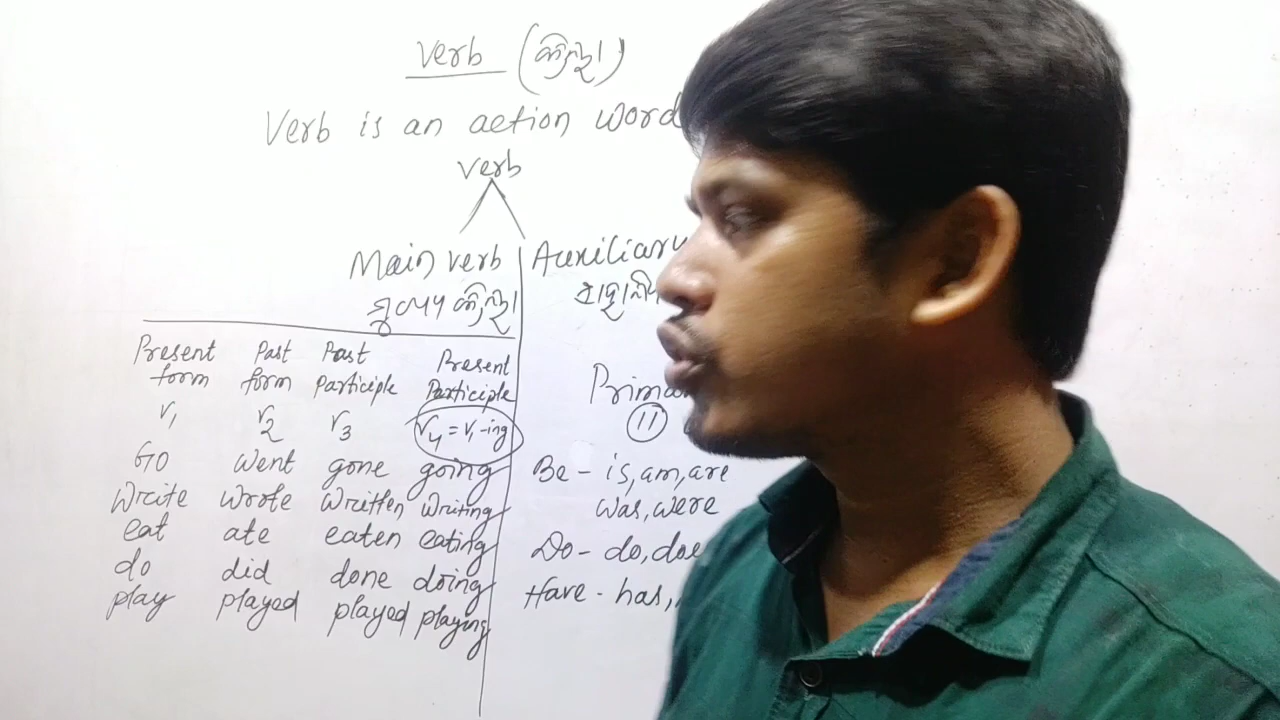 verb (କ୍ରିୟା)
Verb is an action word
verb
Main verb
ମୁଖ୍ୟ କ୍ରିୟା
Present form
Past form
Past participle
Present Participle
V1
V2
V3
V4 = V1-ing
Go went gone going
Write wrote written writing
eat ate eaten eating
do did done doing
play played played playing
Auxiliary
11
Be - is, am, are
was, were
Do - do,
Have - has,